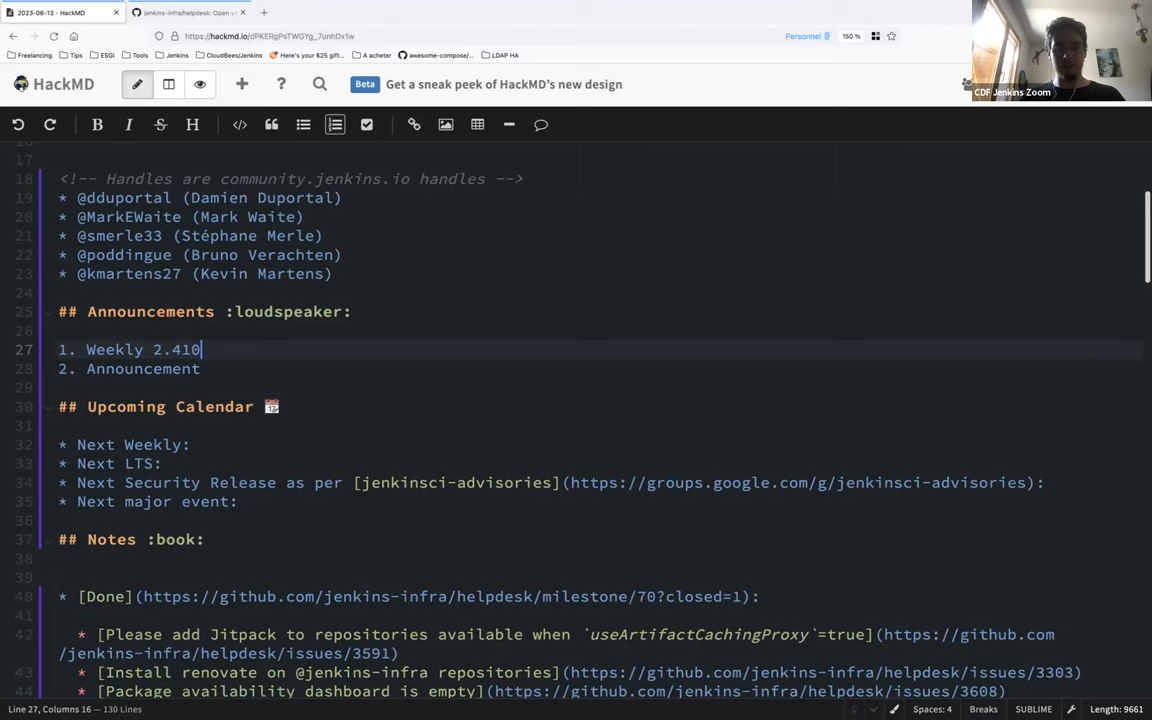 2023-06-13 - HackMD
jenkins-infra/helpdesk: Open yo
https://hackmd.io/dPKERgPsTWGYg_7unhDx1w
Personnel
150 %
Freelancing
Tips
ESGI
Tools
Jenkins
CloudBees/Jenkins
Here's your $25 gift...
A acheter
awesome-compose/...
LDAP HA
HackMD
Beta
Get a sneak peek of HackMD's new design
CDF Jenkins Zoom
16
17
18 <!-- Handles are community.jenkins.io handles -->
19 * @dduportal (Damien Duportal)
20 * @MarkEWaite (Mark Waite)
21 * @smerle33 (Stéphane Merle)
22 * @poddingue (Bruno Verachten)
23 * @kmartens27 (Kevin Martens)
24
25 ## Announcements :loudspeaker:
26
27 1. Weekly 2.410
28 2. Announcement
29
30 ## Upcoming Calendar 📆
31
32 * Next Weekly:
33 * Next LTS:
34 * Next Security Release as per [jenkinsci-advisories](https://groups.google.com/g/jenkinsci-advisories):
35 * Next major event:
36
37 ## Notes :book:
38
39
40 * [Done](https://github.com/jenkins-infra/helpdesk/milestone/70?closed=1):
41
42 * [Please add Jitpack to repositories available when `useArtifactCachingProxy`=true](https://github.com
/jenkins-infra/helpdesk/issues/3591)
43 * [Install renovate on @jenkins-infra repositories](https://github.com/jenkins-infra/helpdesk/issues/3303)
44 * [Package availability dashboard is empty](https://github.com/jenkins-infra/helpdesk/issues/3608)
Line 27, Columns 16 — 130 Lines
Spaces: 4
Breaks
SUBLIME
Length: 9661